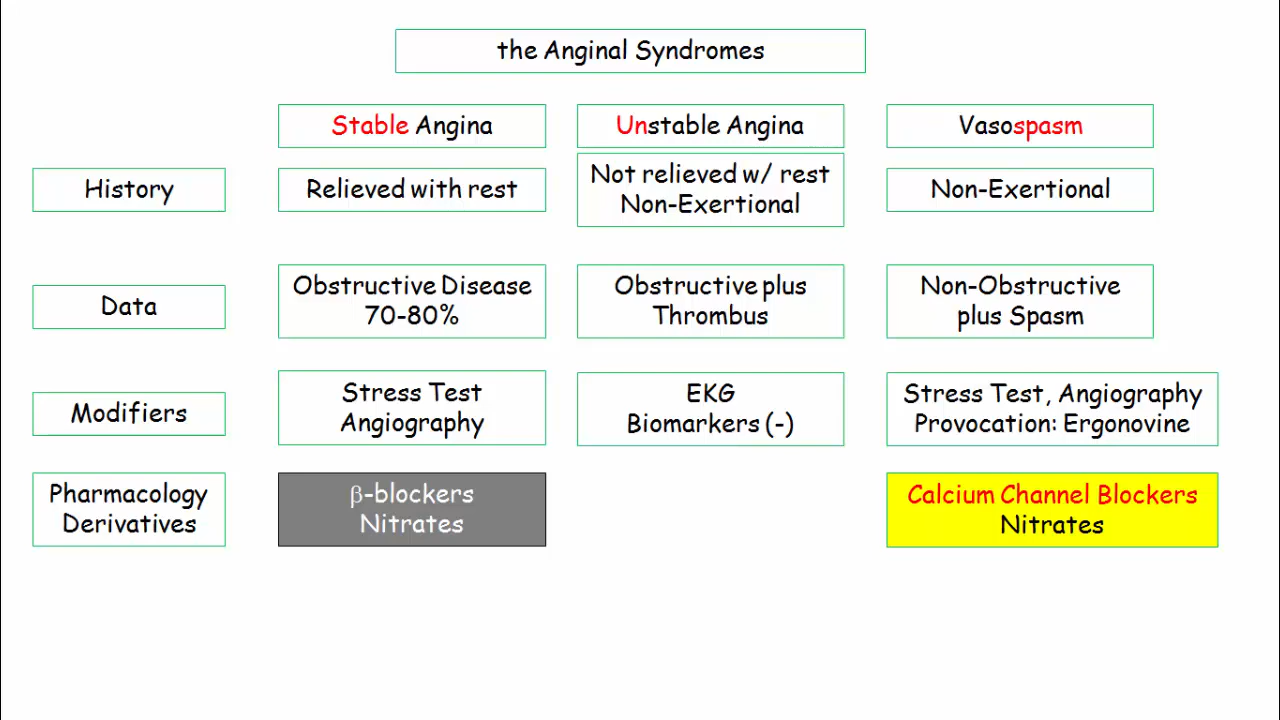 the Anginal Syndromes
Stable Angina
Unstable Angina
Vasospasm
History
Relieved with rest
Not relieved w/ rest
Non-Exertional
Non-Exertional
Data
Obstructive Disease
70-80%
Obstructive plus
Thrombus
Non-Obstructive
plus Spasm
Modifiers
Stress Test
Angiography
EKG
Biomarkers (-)
Stress Test, Angiography
Provocation: Ergonovine
Pharmacology
Derivatives
β-blockers
Nitrates
Calcium Channel Blockers
Nitrates